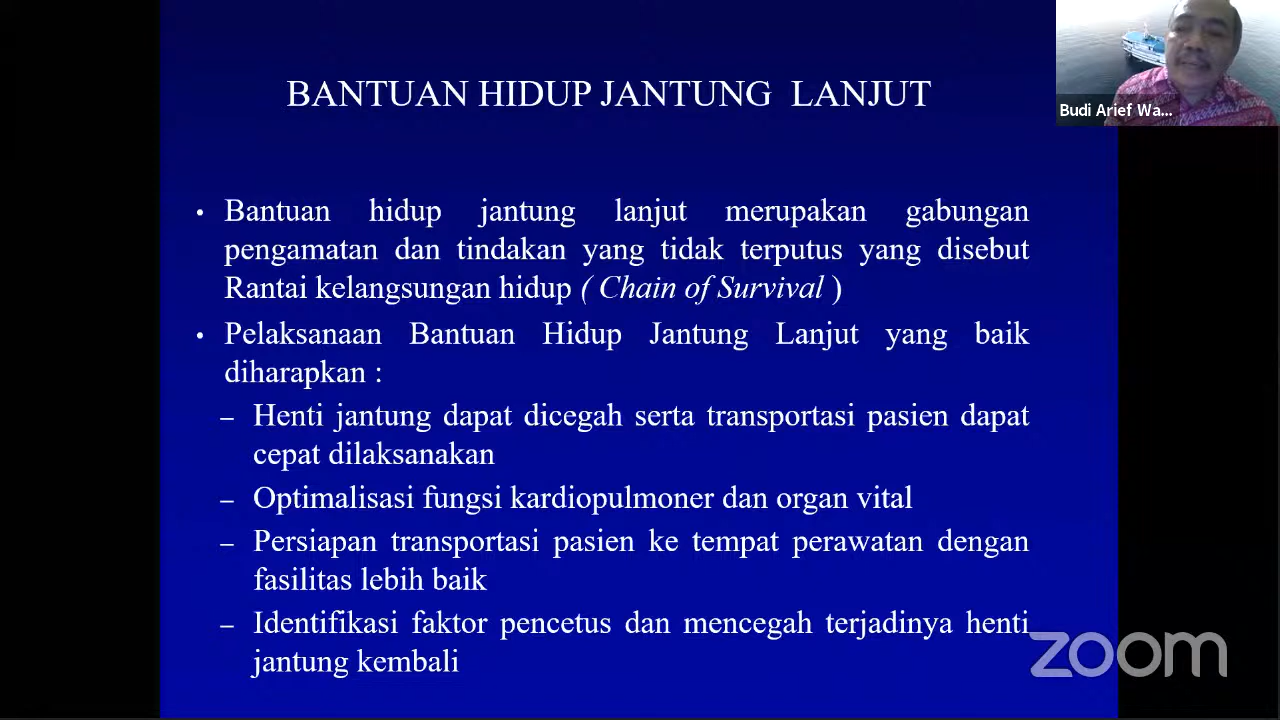 BANTUAN HIDUP JANTUNG LANJUT
Budi Arief Wa...
• Bantuan hidup jantung lanjut merupakan gabungan
pengamatan dan tindakan yang tidak terputus yang disebut
Rantai kelangsungan hidup ( Chain of Survival )
• Pelaksanaan Bantuan Hidup Jantung Lanjut yang baik
diharapkan :
– Henti jantung dapat dicegah serta transportasi pasien dapat
cepat dilaksanakan
– Optimalisasi fungsi kardiopulmoner dan organ vital
– Persiapan transportasi pasien ke tempat perawatan dengan
fasilitas lebih baik
– Identifikasi faktor pencetus dan mencegah terjadinya henti
jantung kembali
zoom